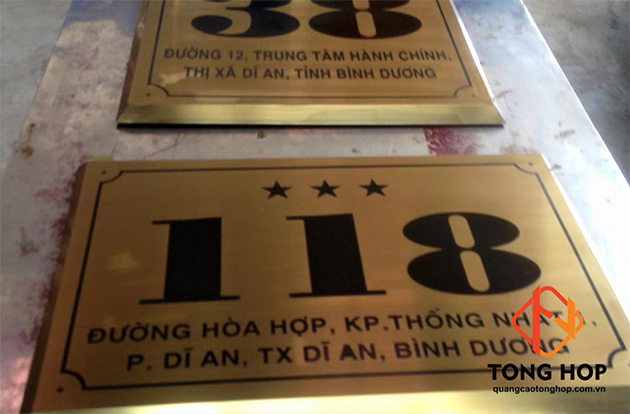 38
ĐƯỜNG 12, TRUNG TÂM HÀNH CHÍNH,
THỊ XÃ DĨ AN, TỈNH BÌNH DƯƠNG
118
ĐƯỜNG HÒA HỢP, KP.THỐNG
P. DĨ AN, TX DĨ AN, BÌNH DƯƠNG
TONG HOP
quangcaotonghop.com.vn